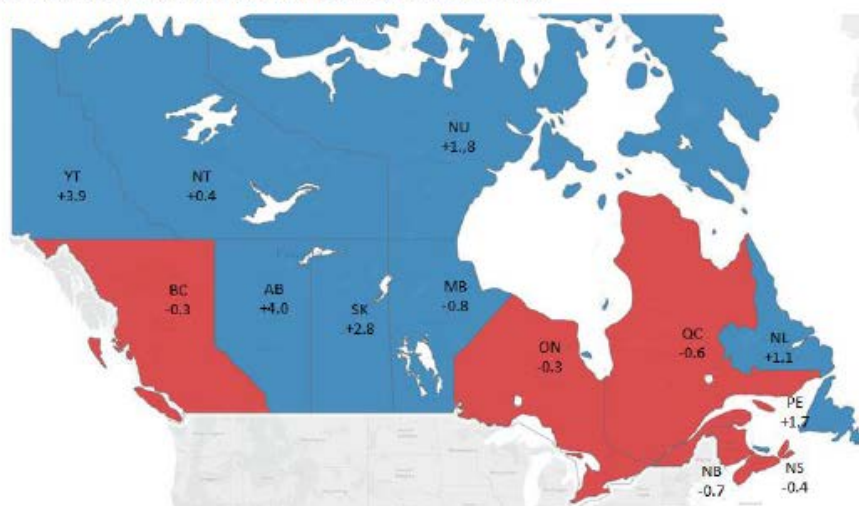 NU
+1.,8
YT
+3.9
NT
+0.4
BC
-0.3
AB
+4.0
SK
+2.8
MB
-0.8
ON
-0.3
QC
-0.6
NL
+1.1
PE
+1.7
NB
-0.7
NS
-0.4